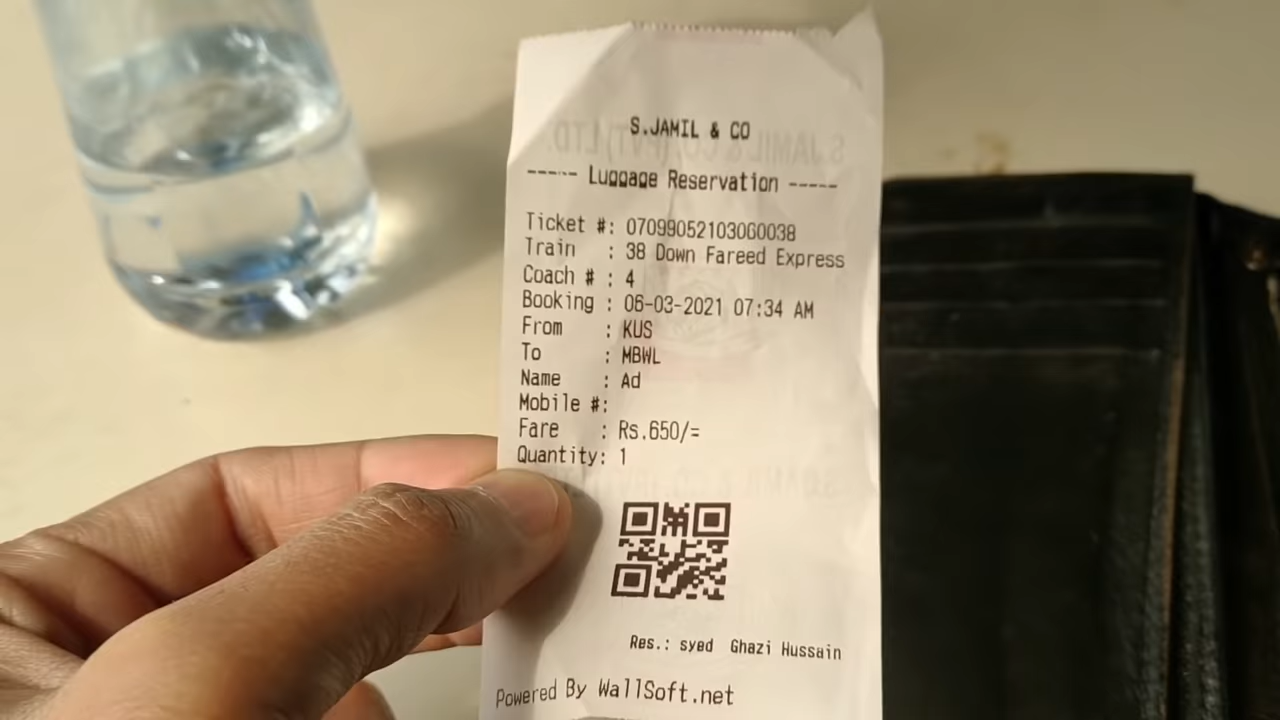 S.JAMIL & CO
----- Luggage Reservation -----
Ticket #: 07099052103060038
Train : 38 Down Fareed Express
Coach # : 4
Booking : 06-03-2021 07:34 AM
From : KUS
To : MBWL
Name : Ad
Mobile #:
Fare : Rs.650/=
Quantity: 1
Res.: syed Ghazi Hussain
Powered By WallSoft.net